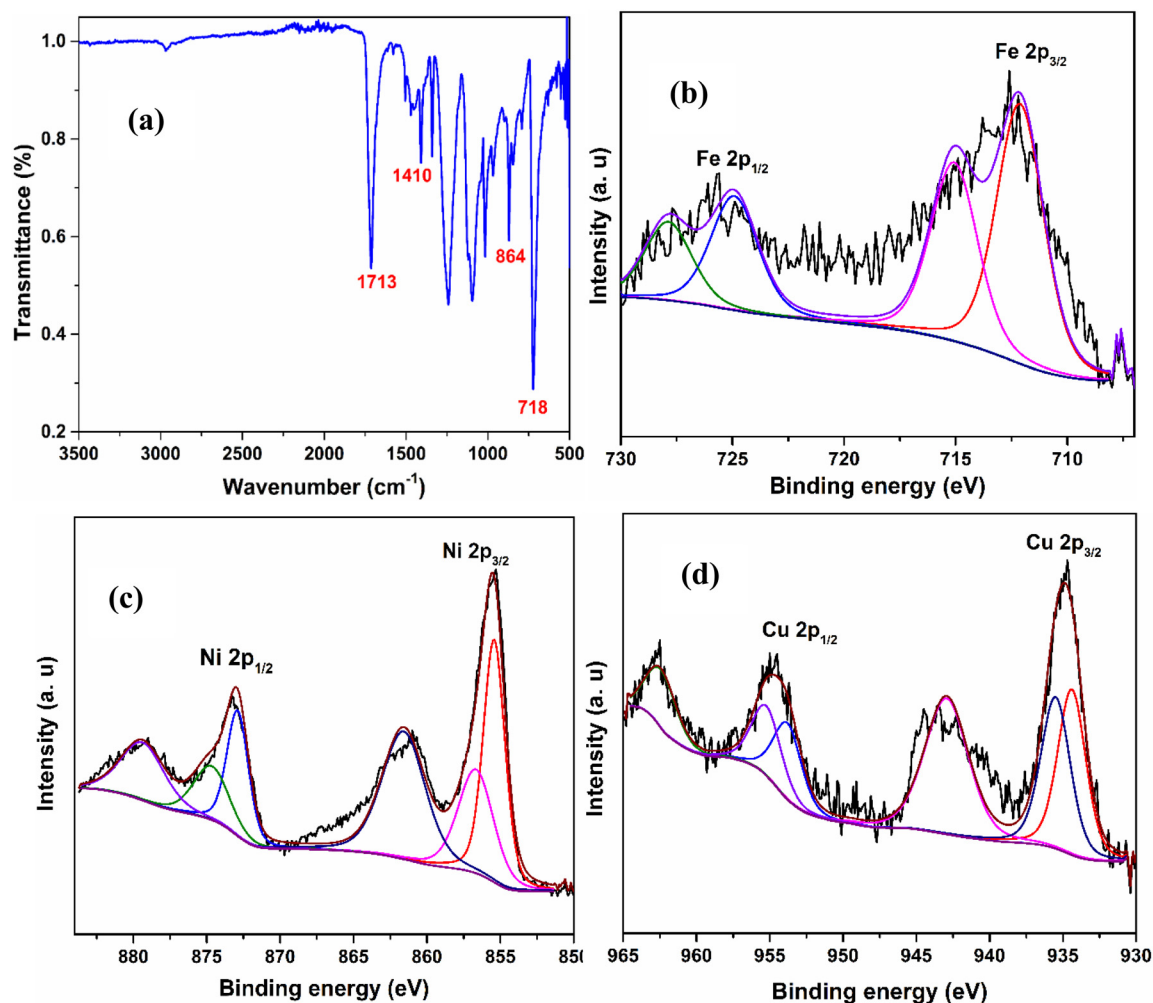 (a)
Transmittance (%)
1.0
0.8
0.6
0.4
0.2
1713
1410
864
718
3500 3000 2500 2000 1500 1000 500
Wavenumber (cm⁻¹)
(b)
Intensity (a. u)
Fe 2p₁/₂
Fe 2p₃/₂
730 725 720 715 710
Binding energy (eV)
(c)
Intensity (a. u)
Ni 2p₁/₂
Ni 2p₃/₂
880 875 870 865 860 855 850
Binding energy (eV)
(d)
Intensity (a. u)
Cu 2p₁/₂
Cu 2p₃/₂
965 960 955 950 945 940 935 930
Binding energy (eV)